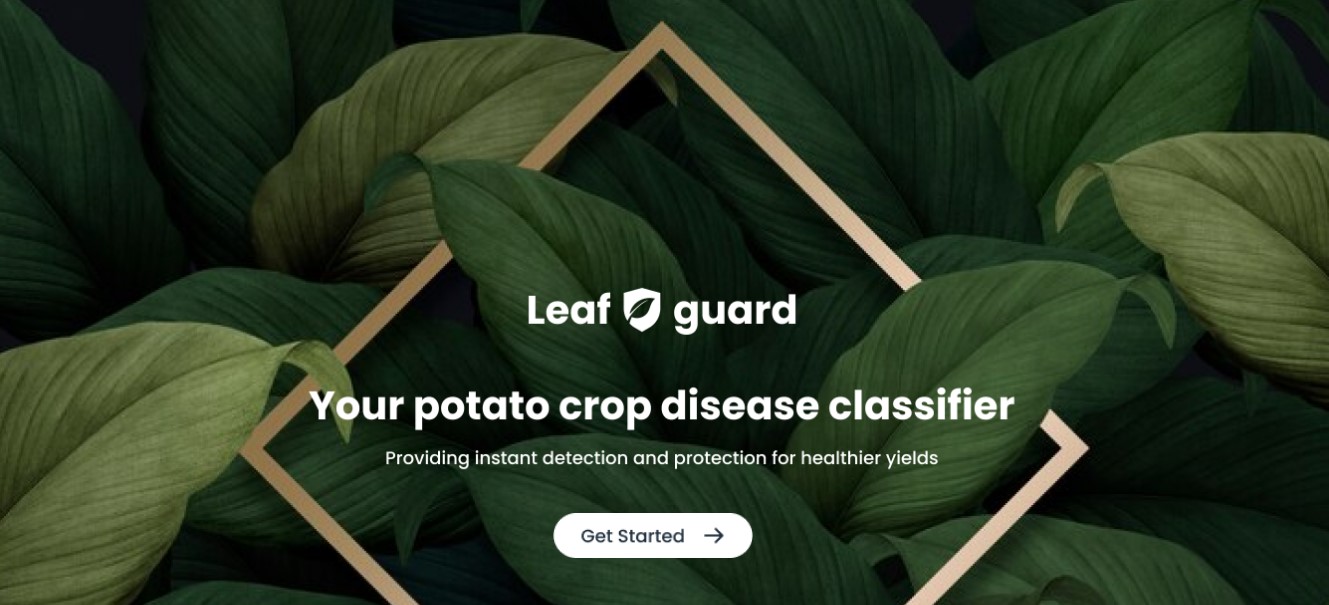 Leaf guard
Your potato crop disease classifier
Providing instant detection and protection for healthier yields
Get Started